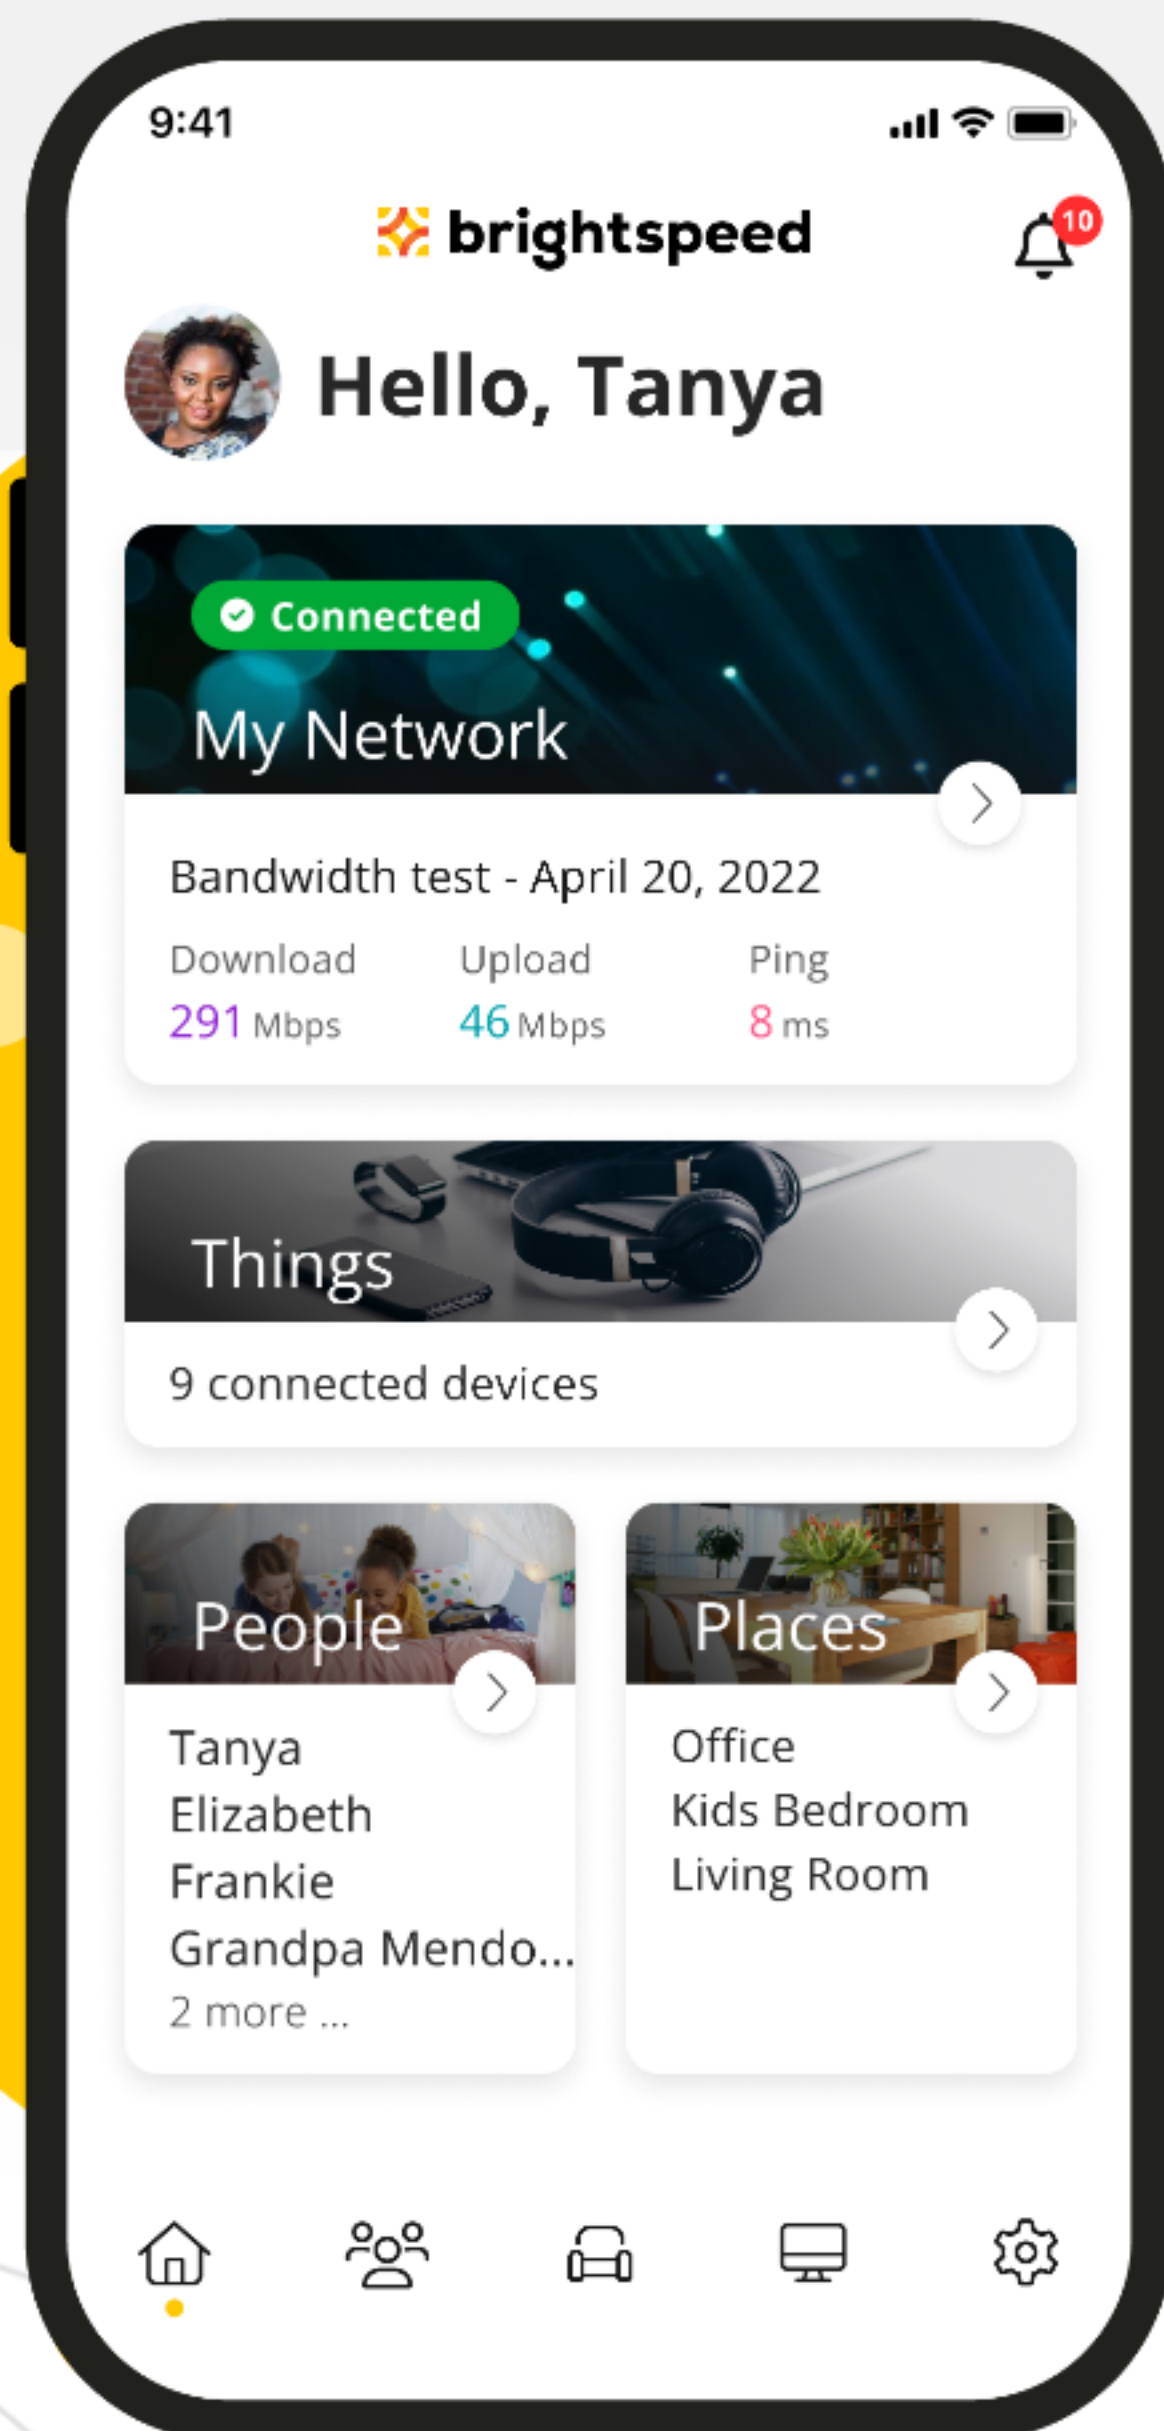 9:41
brightspeed
10
Hello, Tanya
Connected
My Network
Bandwidth test - April 20, 2022
Download Upload Ping
291 Mbps 46 Mbps 8 ms
Things
9 connected devices
People
Tanya
Elizabeth
Frankie
Grandpa Mendo...
2 more ...
Places
Office
Kids Bedroom
Living Room